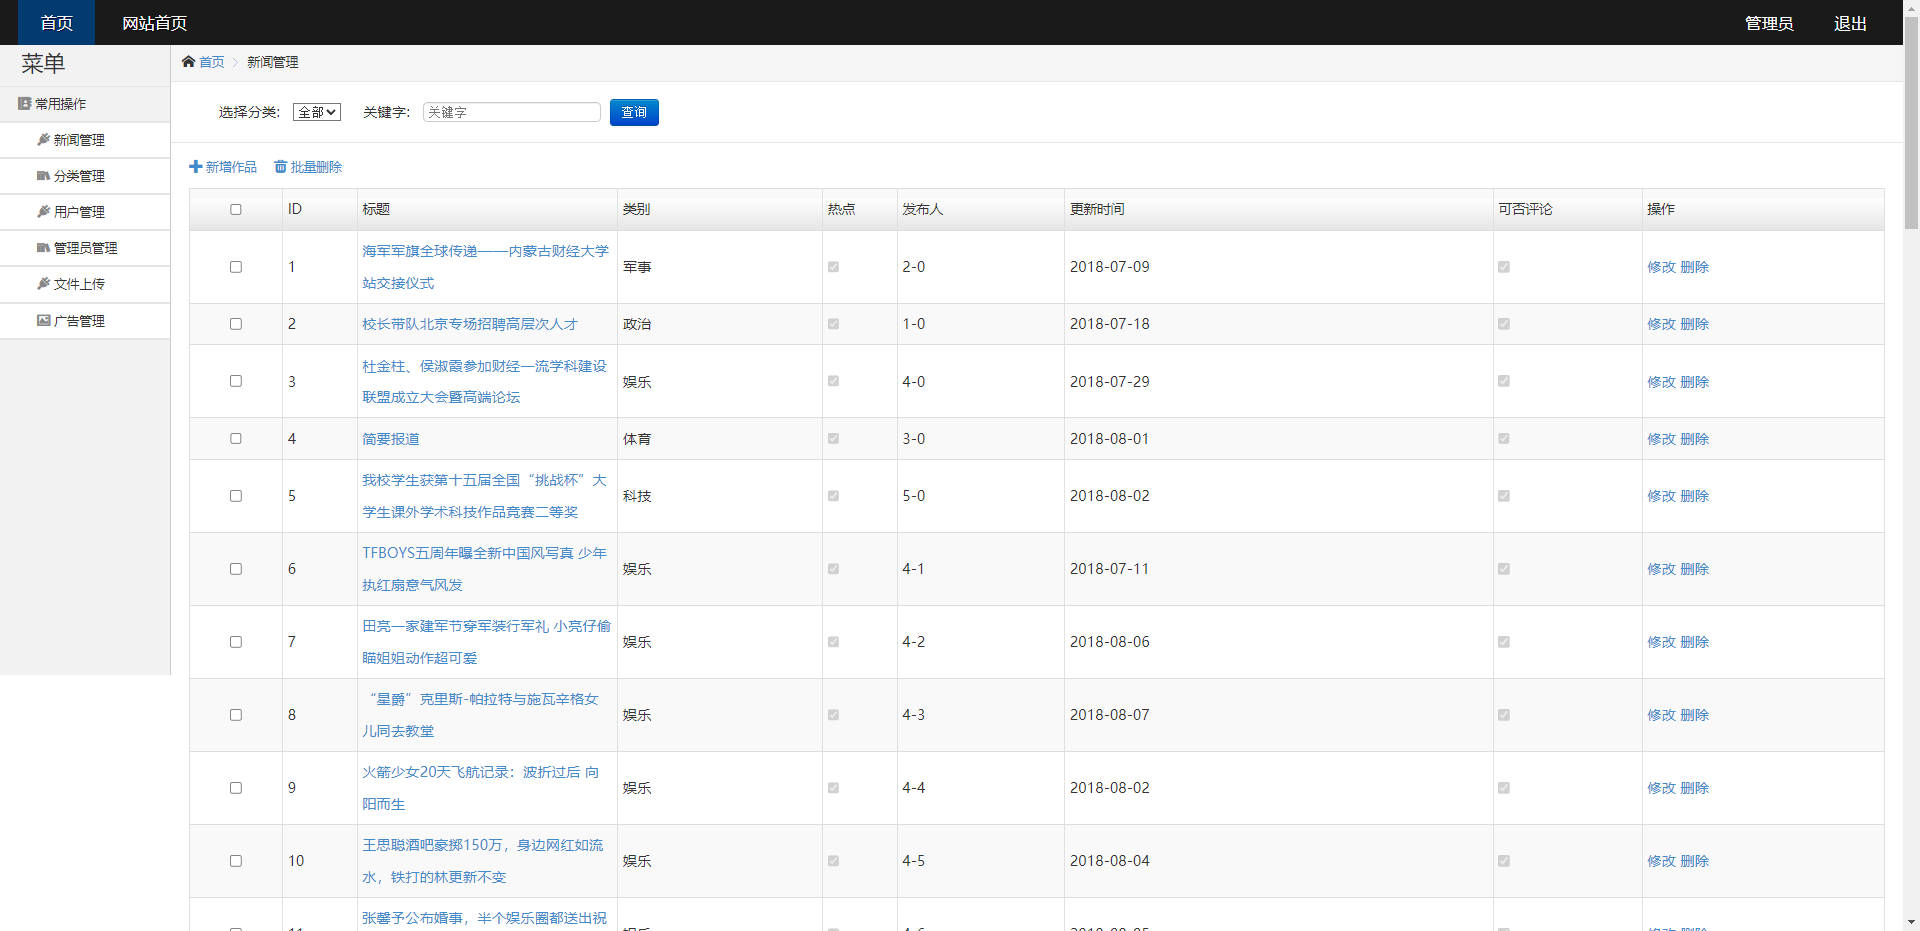 首页 网站首页 管理员 退出
菜单
首页 新闻管理
常用操作
新闻管理
分类管理
用户管理
管理员管理
文件上传
广告管理
选择分类: 全部 关键字: 关键字 查询
新增作品 批量删除
ID 标题 类别 热点 发布人 更新时间 可否评论 操作
1 海军军旗全球传递——内蒙古财经大学
站交接仪式 军事 2-0 2018-07-09 修改 删除
2 校长带队北京专场招聘高层次人才 政治 1-0 2018-07-18 修改 删除
3 杜金柱、侯淑霞参加财经一流学科建设
联盟成立大会暨高端论坛 娱乐 4-0 2018-07-29 修改 删除
4 简要报道 体育 3-0 2018-08-01 修改 删除
5 我校学生获第十五届全国“挑战杯”大
学生课外学术科技作品竞赛二等奖 科技 5-0 2018-08-02 修改 删除
6 TFBOYS五周年曝全新中国风写真 少年
执红扇意气风发 娱乐 4-1 2018-07-11 修改 删除
7 田亮一家建军节穿军装行军礼 小亮仔偷
瞄姐姐动作超可爱 娱乐 4-2 2018-08-06 修改 删除
8 “星爵”克里斯-帕拉特与施瓦辛格女
儿同去教堂 娱乐 4-3 2018-08-07 修改 删除
9 火箭少女20天飞航记录：波折过后 向
阳而生 娱乐 4-4 2018-08-02 修改 删除
10 王思聪酒吧豪掷150万，身边网红如流
水，铁打的林更新不变 娱乐 4-5 2018-08-04 修改 删除
张馨予公布婚事，半个娱乐圈都送出祝